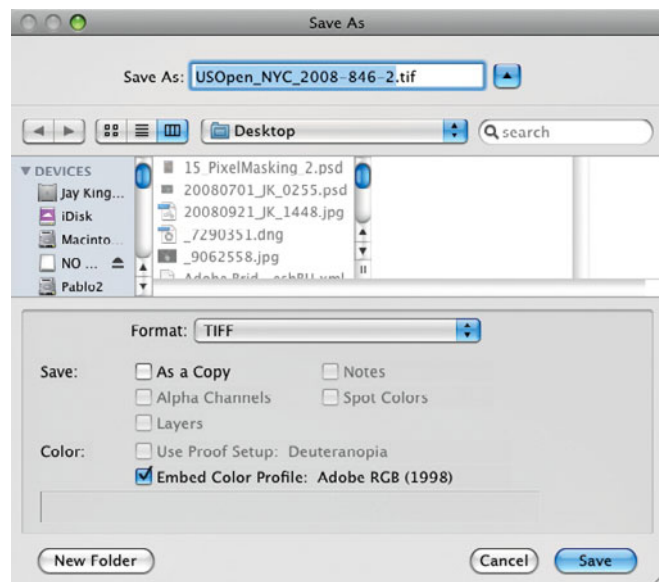 Save As
Save As: USOpen_NYC_2008-846-2.tif
Desktop
search
DEVICES
Jay King...
iDisk
Macinto...
NO ...
Pablo2
15_PixelMasking_2.psd
20080701_JK_0255.psd
20080921_JK_1448.jpg
_7290351.dng
_9062558.jpg
Format: TIFF
Save:
As a Copy
Notes
Alpha Channels
Spot Colors
Layers
Color:
Use Proof Setup: Deuteranopia
Embed Color Profile: Adobe RGB (1998)
New Folder
Cancel
Save